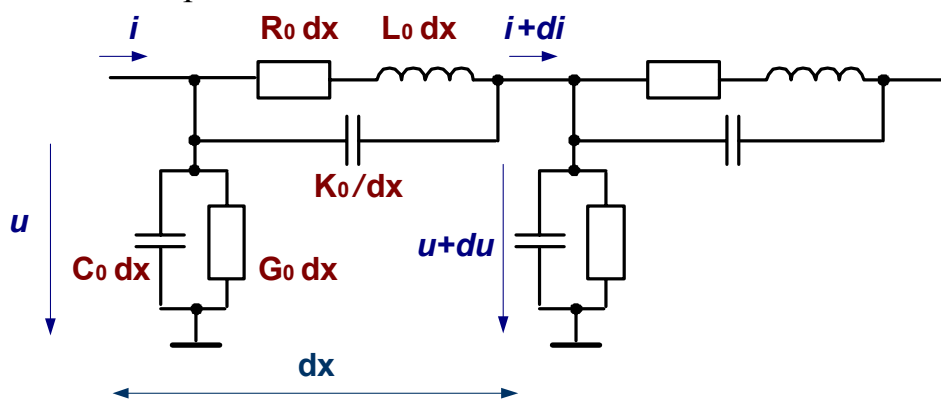 i R₀ dx L₀ dx i+di
K₀/dx
u u+du
C₀ dx G₀ dx
dx